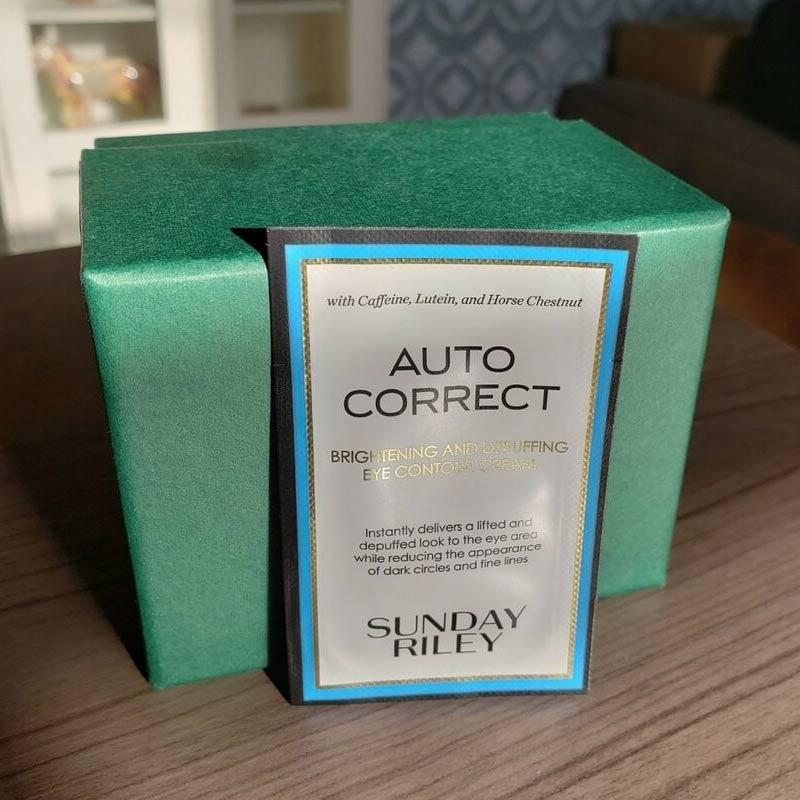 with Caffeine, Lutein, and Horse Chestnut
AUTO
CORRECT
BRIGHTENING AND DEPUFFING
EYE CONTOUR CREAM
Instantly delivers a lifted and
depuffed look to the eye area
while reducing the appearance
of dark circles and fine lines
SUNDAY
RILEY